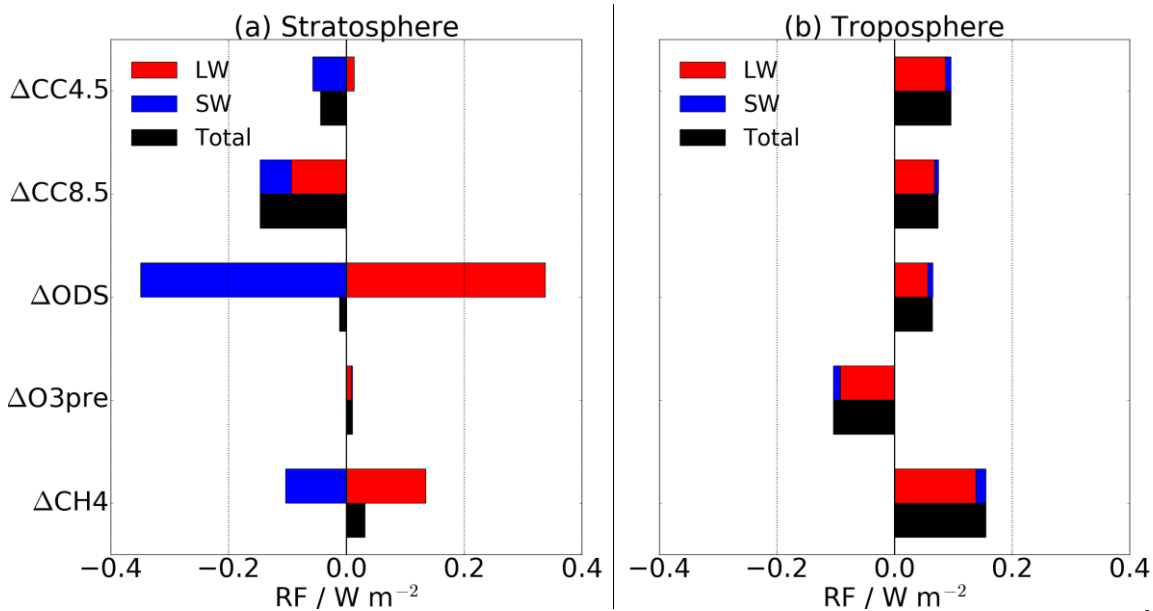 (a) Stratosphere
LW
SW
Total
ΔCC4.5
ΔCC8.5
ΔODS
ΔO3pre
ΔCH4
−0.4 −0.2 0.0 0.2 0.4
RF / W m⁻²
(b) Troposphere
LW
SW
Total
−0.4 −0.2 0.0 0.2 0.4
RF / W m⁻²